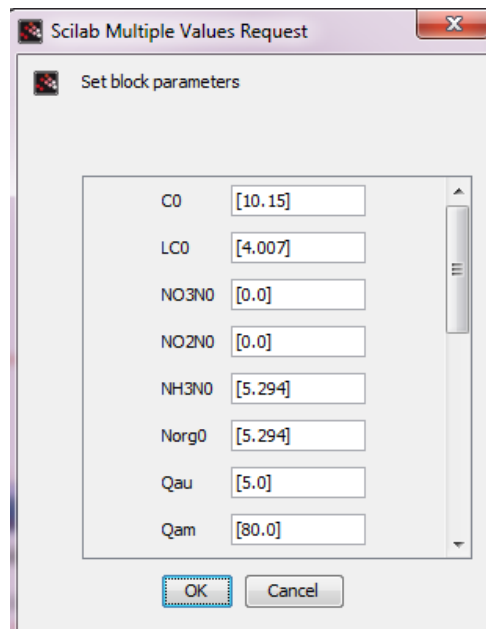 Scilab Multiple Values Request
Set block parameters
C0 [10.15]
LC0 [4.007]
NO3N0 [0.0]
NO2N0 [0.0]
NH3N0 [5.294]
Norg0 [5.294]
Qau [5.0]
Qam [80.0]
OK Cancel